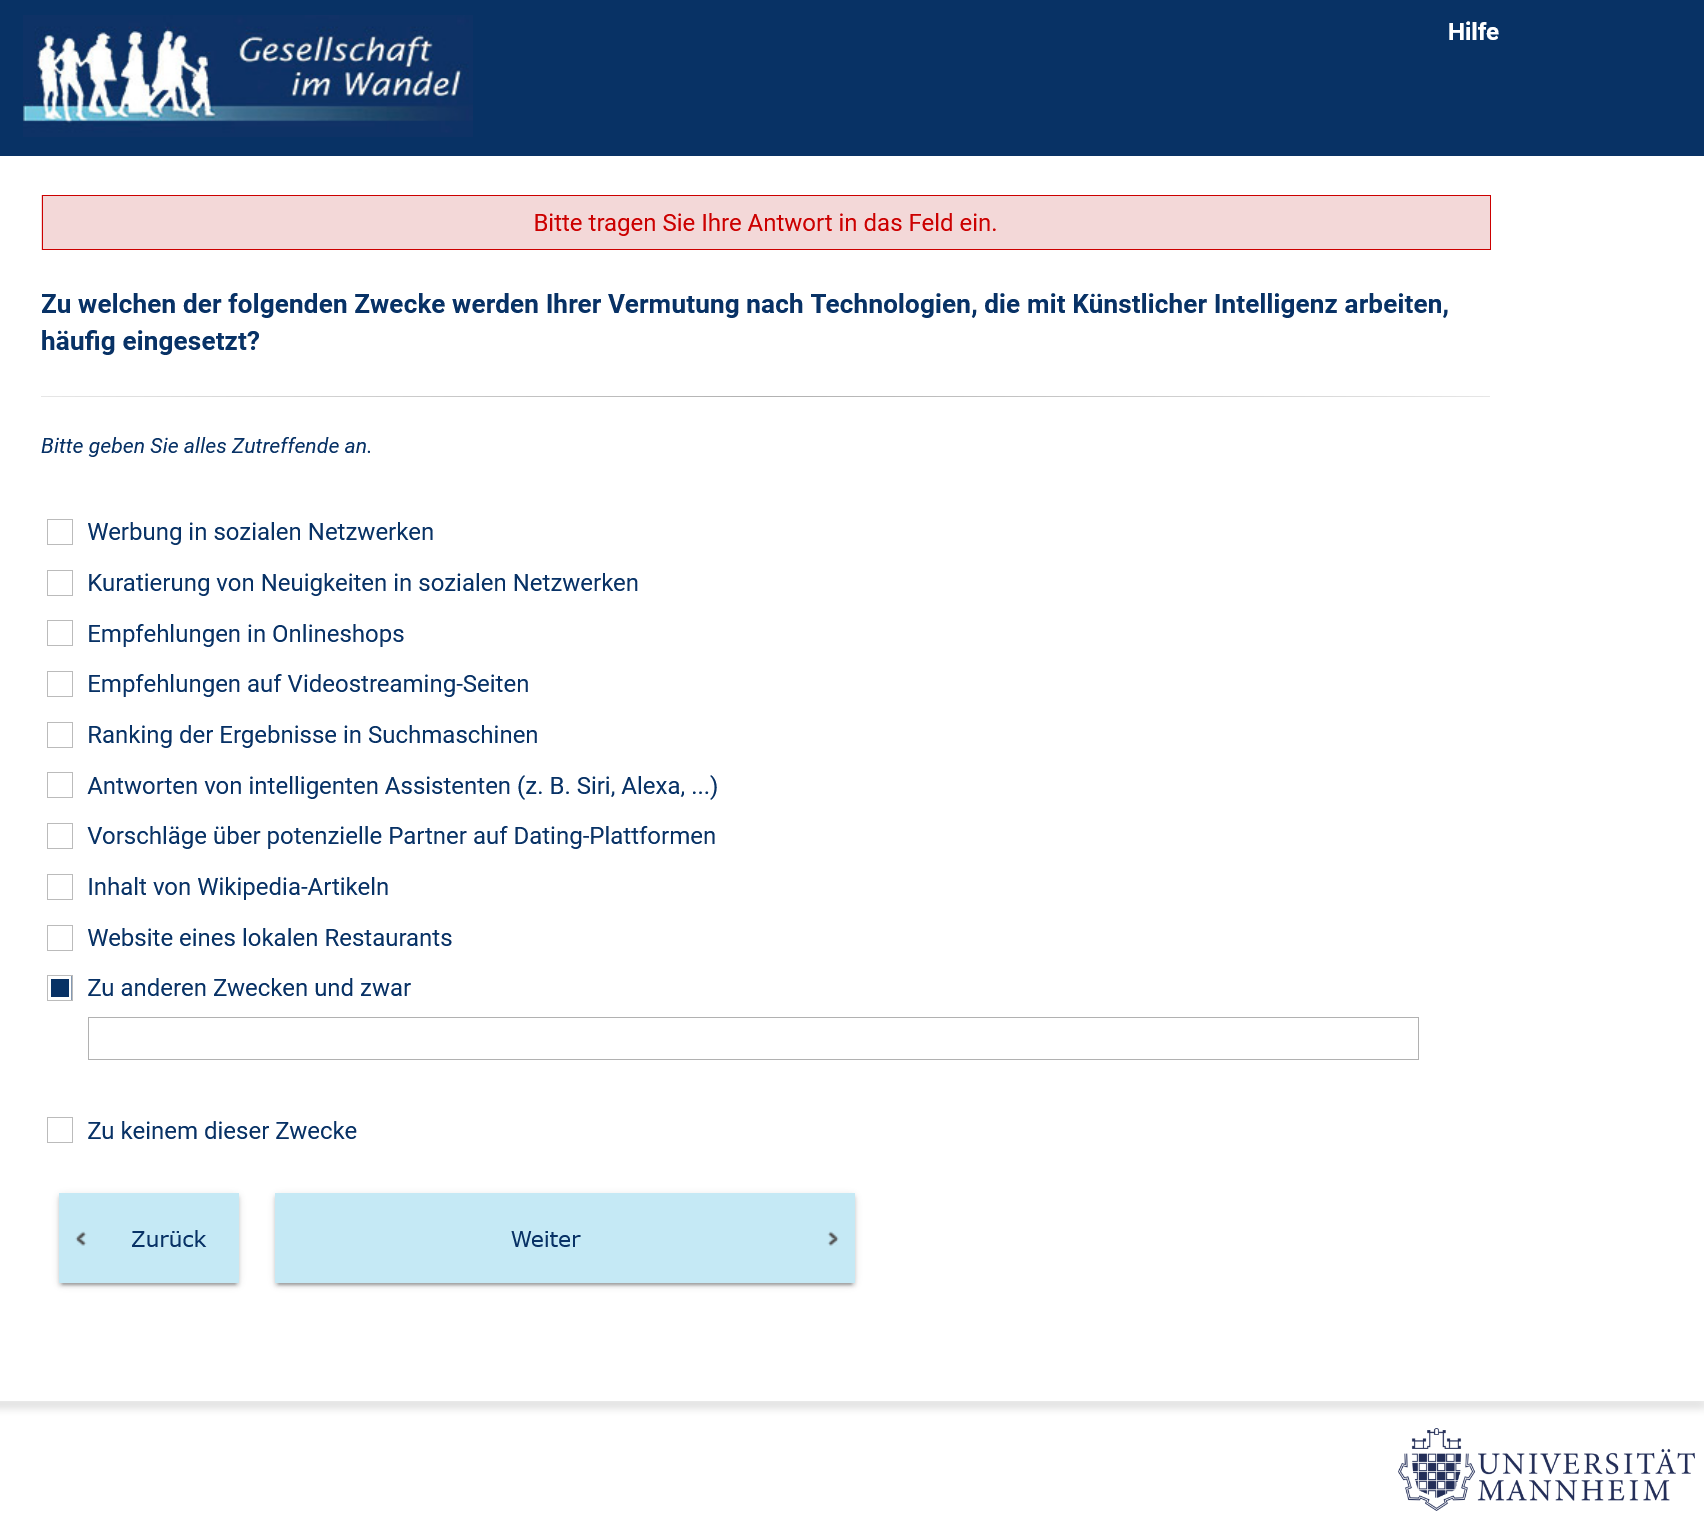 Gesellschaft
im Wandel
Hilfe
Bitte tragen Sie Ihre Antwort in das Feld ein.
Zu welchen der folgenden Zwecke werden Ihrer Vermutung nach Technologien, die mit Künstlicher Intelligenz arbeiten,
häufig eingesetzt?
Bitte geben Sie alles Zutreffende an.
Werbung in sozialen Netzwerken
Kuratierung von Neuigkeiten in sozialen Netzwerken
Empfehlungen in Onlineshops
Empfehlungen auf Videostreaming-Seiten
Ranking der Ergebnisse in Suchmaschinen
Antworten von intelligenten Assistenten (z. B. Siri, Alexa, ...)
Vorschläge über potenzielle Partner auf Dating-Plattformen
Inhalt von Wikipedia-Artikeln
Website eines lokalen Restaurants
Zu anderen Zwecken und zwar
Zu keinem dieser Zwecke
Zurück
Weiter
UNIVERSITÄT
MANNHEIM